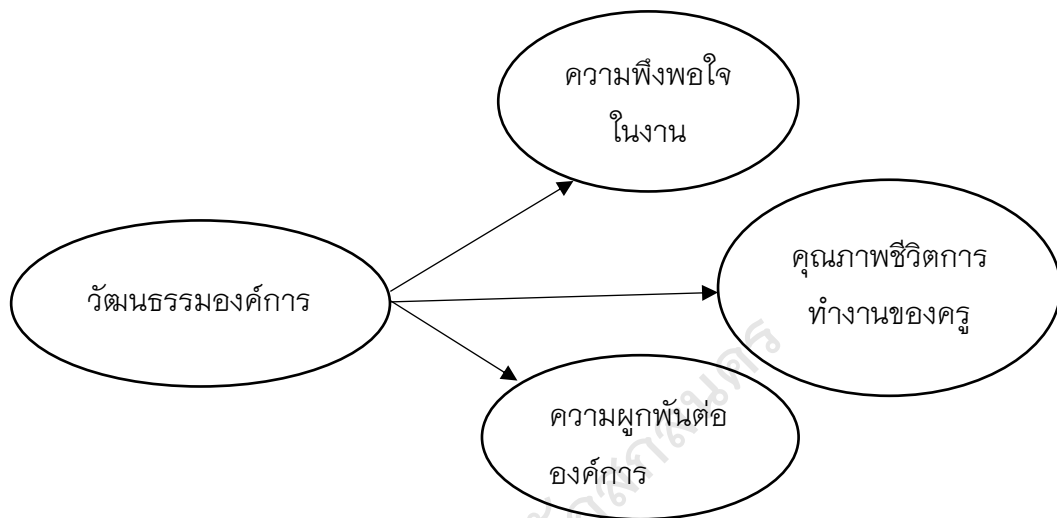 ความพึงพอใจ
ในงาน
คุณภาพชีวิตการ
ทำงานของครู
วัฒนธรรมองค์การ
ความผูกพันต่อ
องค์การ